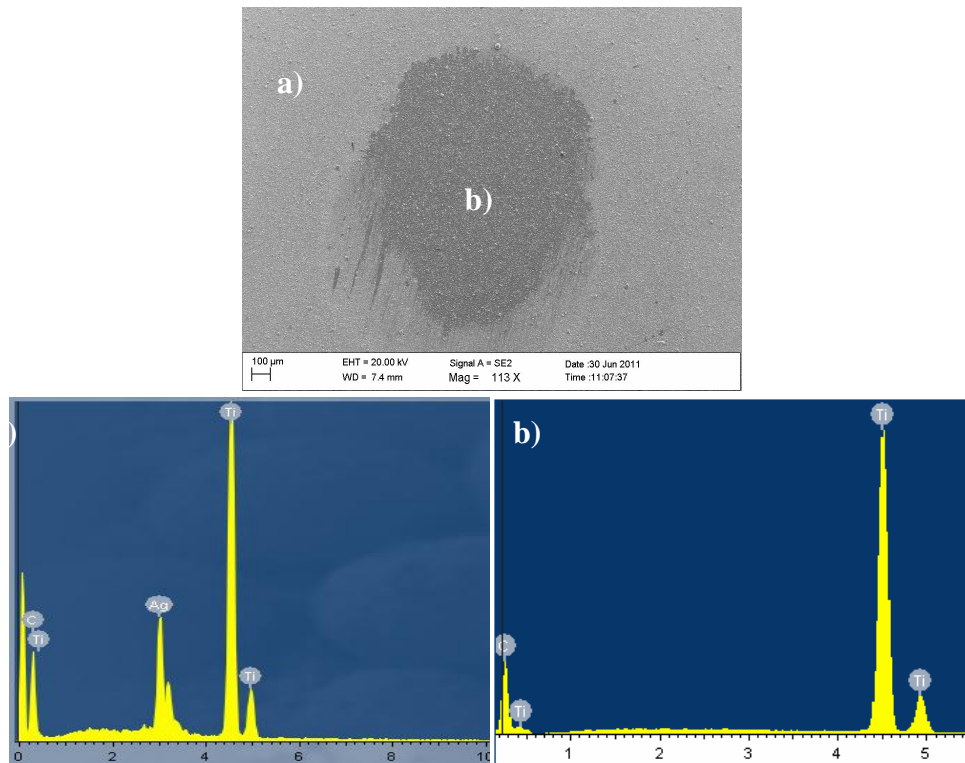 a)
b)
100 µm EHT = 20.00 kV Signal A = SE2 Date :30 Jun 2011
WD = 7.4 mm Mag = 113 X Time :11:07:37
) Ti
C
Ti
Ag
Ti
0 2 4 6 8 10
b) Ti
C
Ti
Ti
1 2 3 4 5